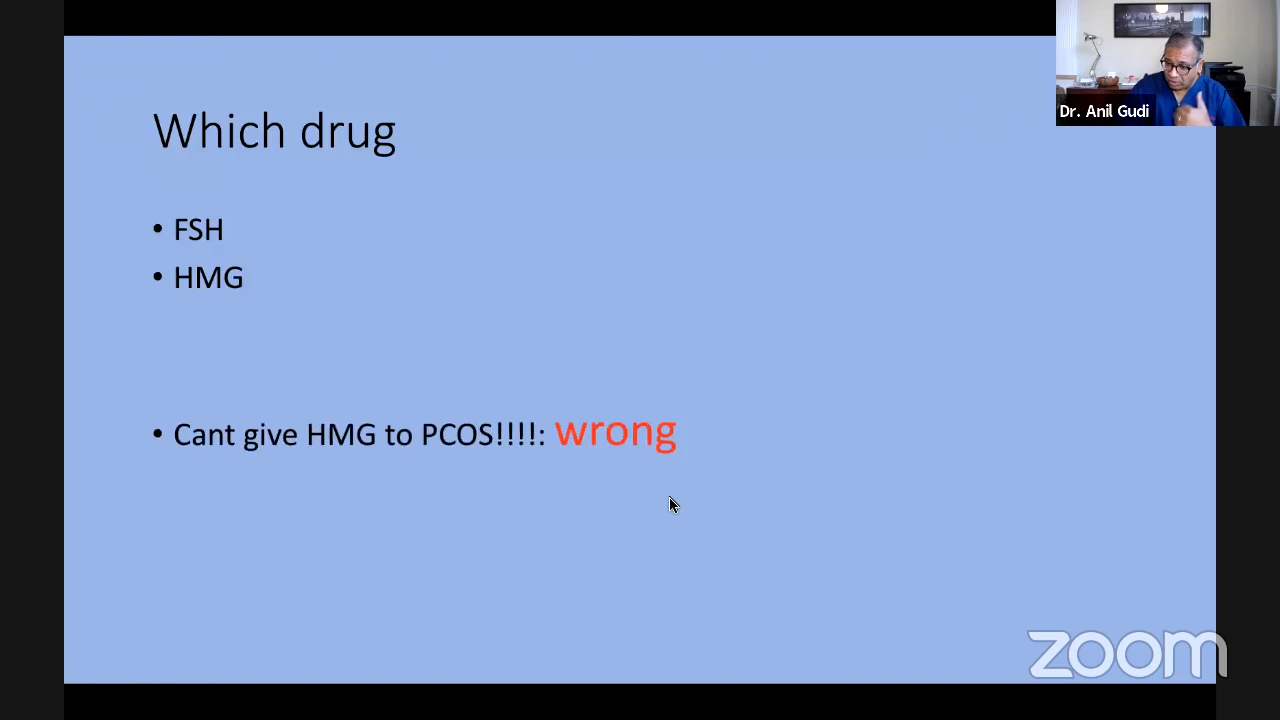 Which drug
• FSH
• HMG
• Cant give HMG to PCOS!!!!: wrong
Dr. Anil Gudi
zoom